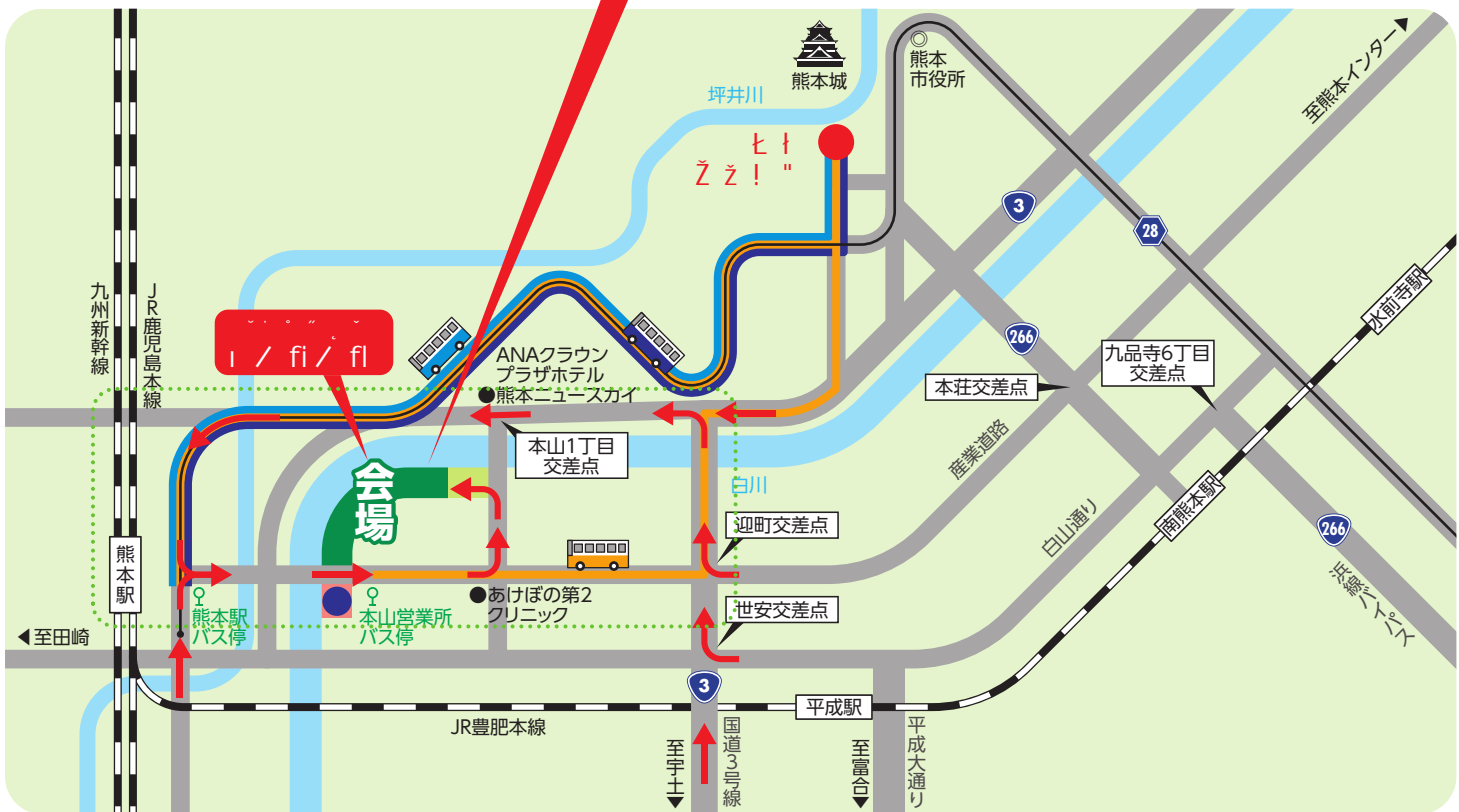 熊本城
熊本
市役所
至熊本インター
坪井川
Ł ł
Ž ž ! "
3
28
九州新幹線
JR鹿児島本線
ı / fi / fl
ANAクラウン
プラザホテル
熊本ニュースカイ
266
本荘交差点
九品寺6丁目
交差点
水前寺駅
本山1丁目
交差点
会場
白川
産業道路
白山通り
南熊本駅
266
浜線バイパス
迎町交差点
熊本駅
熊本駅
バス停
本山営業所
バス停
あけぼの第2
クリニック
世安交差点
至田崎
3
平成駅
JR豊肥本線
至宇土
国道3号線
至富合
平成大通り